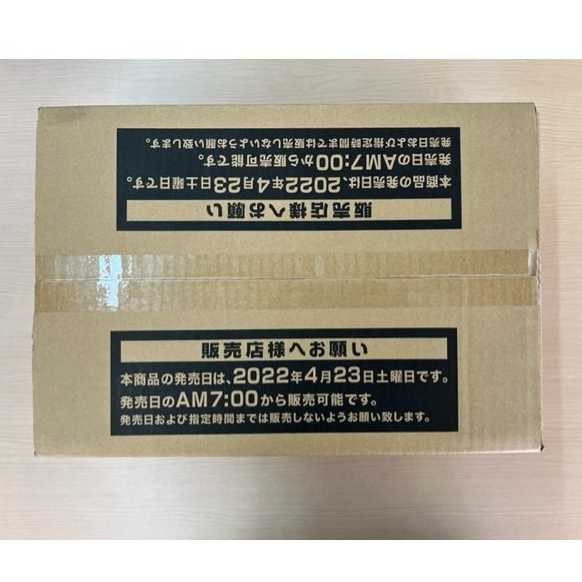 販売店様へお願い
本商品の発売日は、2022年4月23日土曜日です。
発売日のAM7:00から販売可能です。
発売日および指定時間までは販売しないようお願い致します。
販売店様へお願い
本商品の発売日は、2022年4月23日土曜日です。
発売日のAM7:00から販売可能です。
発売日および指定時間までは販売しないようお願い致します。